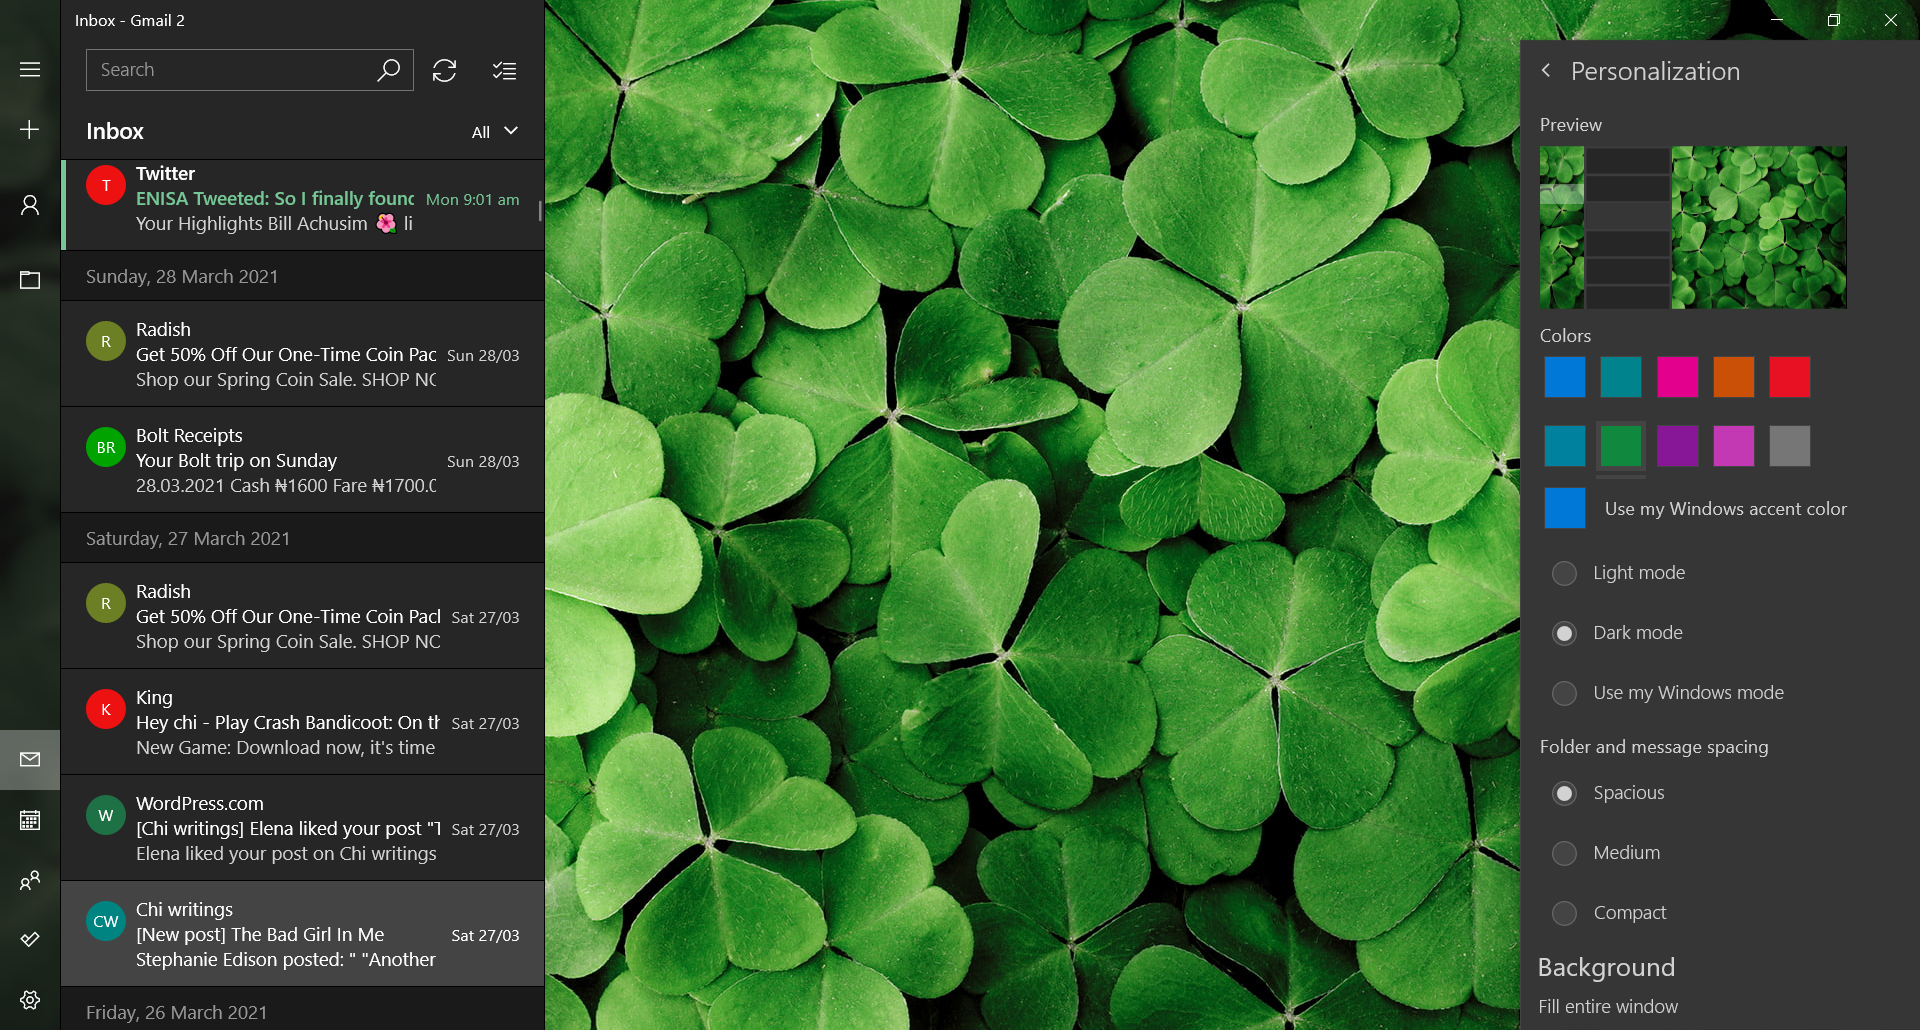 Inbox - Gmail 2
Search
Inbox
All
T
Twitter
ENISA Tweeted: So I finally found
Mon 9:01 am
Your Highlights Bill Achusim 🌺 li
Sunday, 28 March 2021
R
Radish
Get 50% Off Our One-Time Coin Pac
Sun 28/03
Shop our Spring Coin Sale. SHOP NO
BR
Bolt Receipts
Your Bolt trip on Sunday
Sun 28/03
28.03.2021 Cash ₦1600 Fare ₦1700.0
Saturday, 27 March 2021
R
Radish
Get 50% Off Our One-Time Coin Pack
Sat 27/03
Shop our Spring Coin Sale. SHOP NO
K
King
Hey chi - Play Crash Bandicoot: On th
Sat 27/03
New Game: Download now, it's time
W
WordPress.com
[Chi writings] Elena liked your post "T
Sat 27/03
Elena liked your post on Chi writings
CW
Chi writings
[New post] The Bad Girl In Me
Sat 27/03
Stephanie Edison posted: " "Another
Friday, 26 March 2021
Personalization
Preview
Colors
Use my Windows accent color
Light mode
Dark mode
Use my Windows mode
Folder and message spacing
Spacious
Medium
Compact
Background
Fill entire window